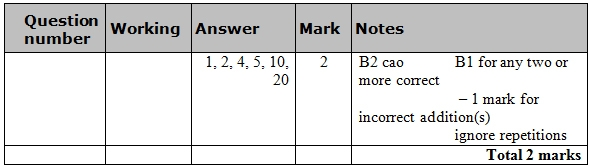 Question number Working Answer Mark Notes
1, 2, 4, 5, 10, 2 B2 cao B1 for any two or
20 more correct
– 1 mark for
incorrect addition(s)
ignore repetitions
Total 2 marks